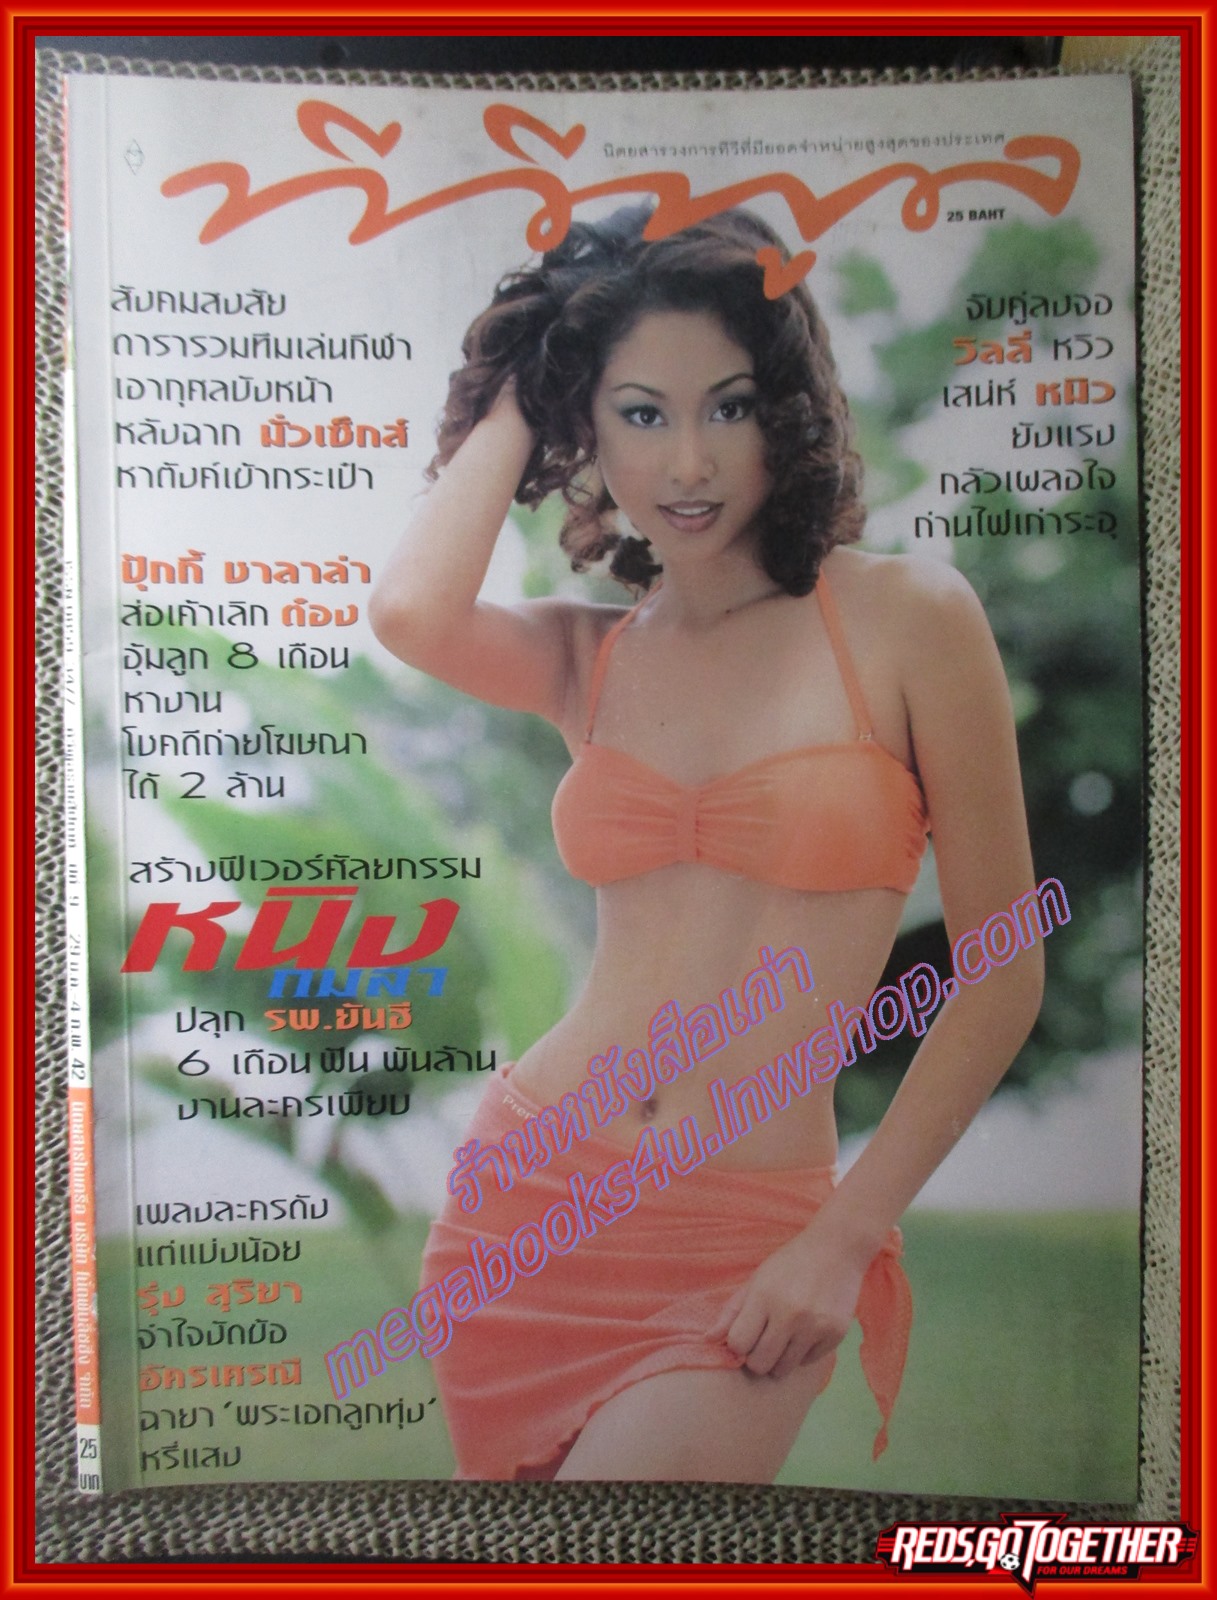 ทีวีพูล
นิตยสารวงการทีวีที่มียอดจำหน่ายสูงสุดของประเทศ
25 BAHT
สังคมสงสัย
ดารารวมทีมเล่นกีฬา
เอากุศลบังหน้า
หลังฉาก มั่วเซ็กส์
หาตังค์เข้ากระเป๋า
จับคู่ลงจอ
วิลลี่ หวิว
เสน่ห์ หมิว
ยังแรง
กลัวเผลอใจ
ถ่านไฟเก่าระอุ
ปุ๊กกี้ ชาลาล่า
ส่อเค้าเลิก ต๋อง
อุ้มลูก 8 เดือน
หางาน
โชคดีถ่ายโฆษณา
ได้ 2 ล้าน
สร้างฟีเวอร์ศัลยกรรม
หนิง
ถมสา
ปลุก รพ.ยันฮี
6 เดือน ฟัน พันล้าน
งานละครเพียบ
เพลงละครดัง
แต่แบ่งน้อย
รุ่ง สุริยา
จำใจบักข้อ
อัครเศรณี
ฉายา 'พระเอกลูกทุ่ง'
หรี่แสง
25
บาท
ร้านหนังสือเก่า
megabooks4u.lnwshop.com
REDS,GO TOGETHER
FOR OUR DREAMS